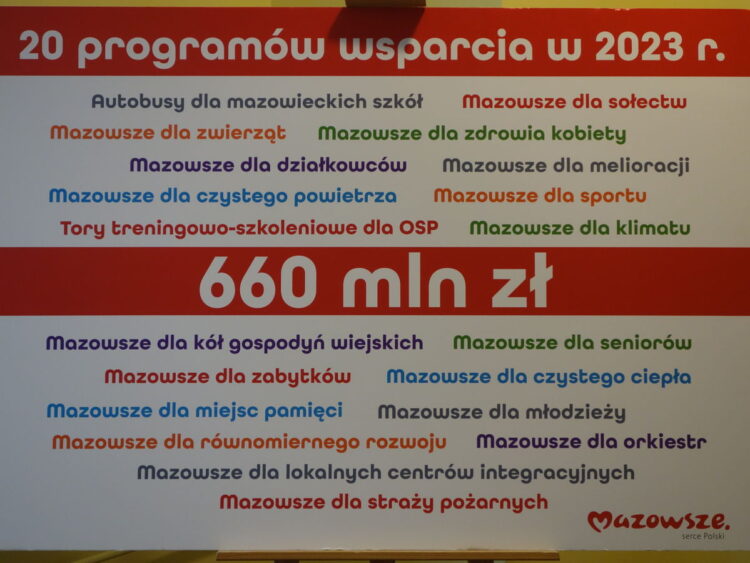 20 programów wsparcia w 2023 r.
Autobusy dla mazowieckich szkół Mazowsze dla sołectw
Mazowsze dla zwierząt Mazowsze dla zdrowia kobiety
Mazowsze dla działkowców Mazowsze dla melioracji
Mazowsze dla czystego powietrza Mazowsze dla sportu
Tory treningowo-szkoleniowe dla OSP Mazowsze dla klimatu
660 mln zł
Mazowsze dla kół gospodyń wiejskich Mazowsze dla seniorów
Mazowsze dla zabytków Mazowsze dla czystego ciepła
Mazowsze dla miejsc pamięci Mazowsze dla młodzieży
Mazowsze dla równomiernego rozwoju Mazowsze dla orkiestr
Mazowsze dla lokalnych centrów integracyjnych
Mazowsze dla straży pożarnych
Mazowsze.
serce Polski